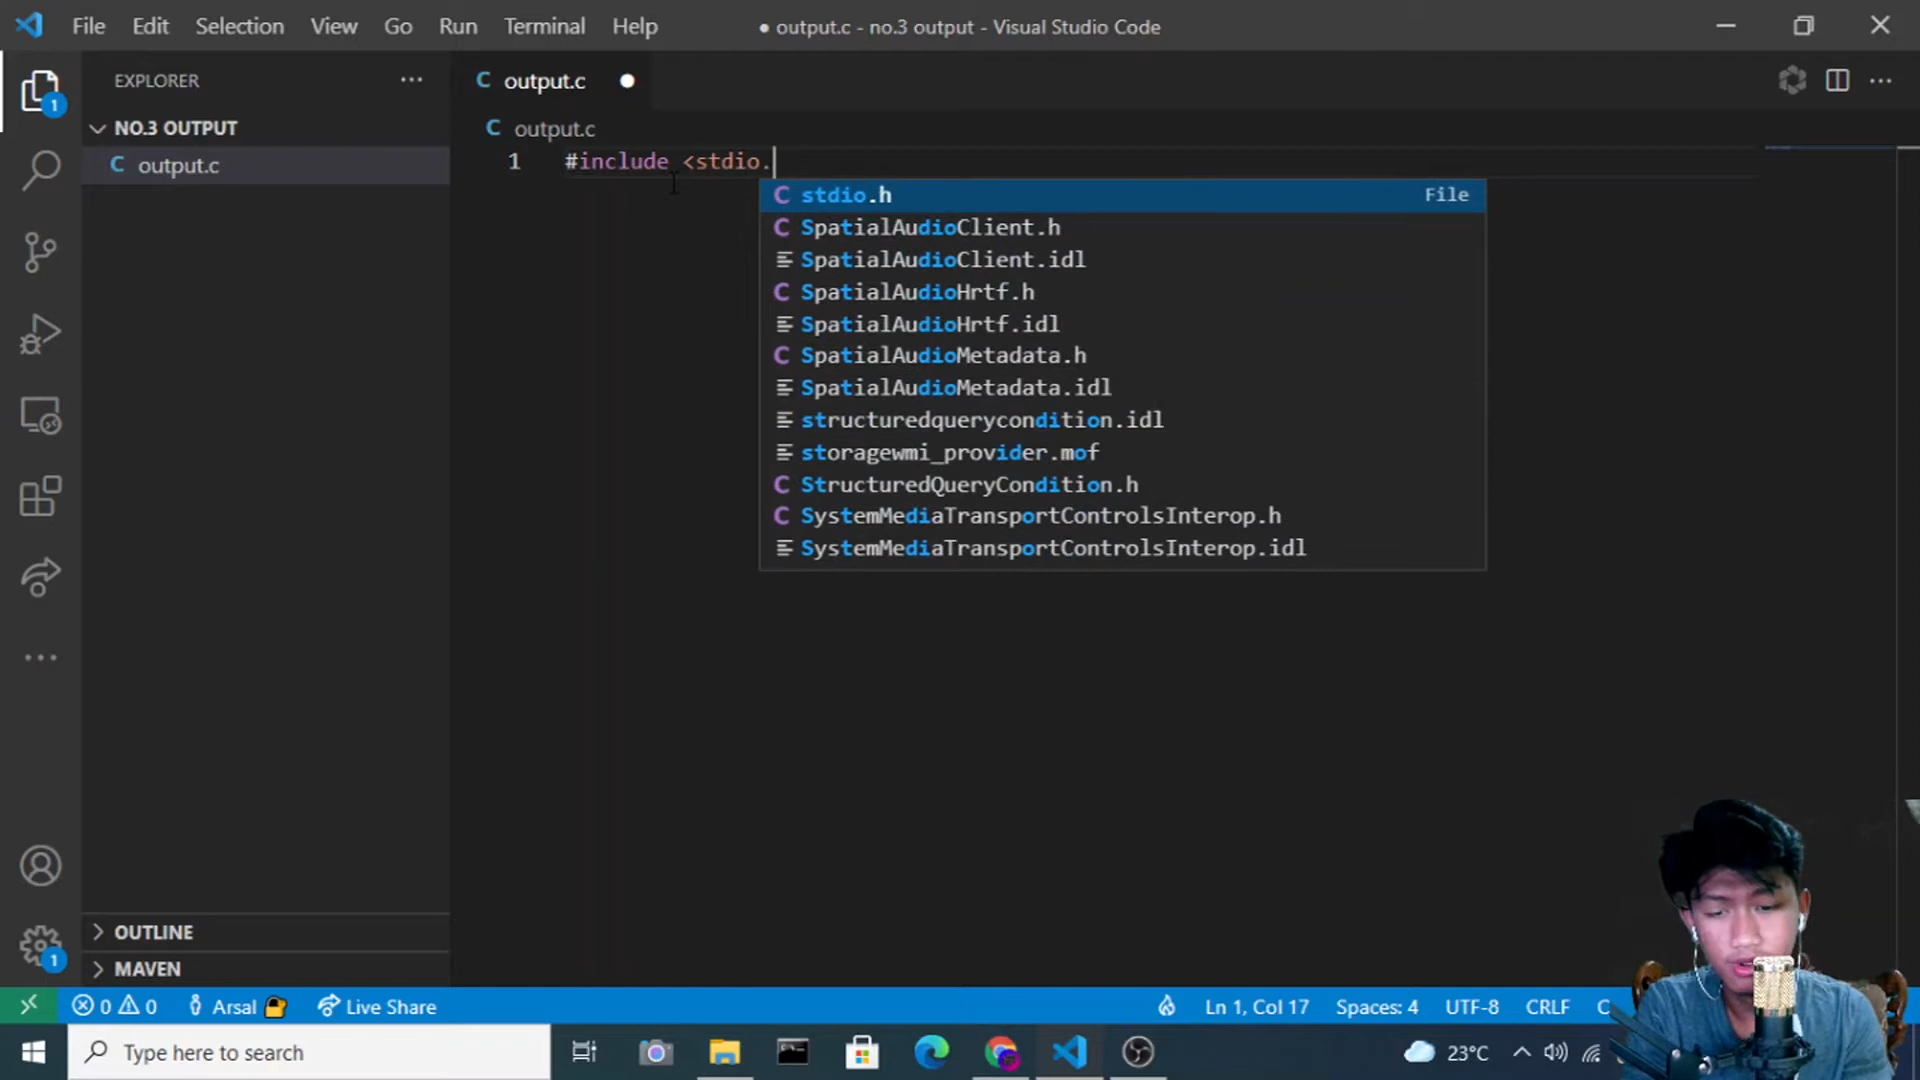 File Edit Selection View Go Run Terminal Help
● output.c - no.3 output - Visual Studio Code
EXPLORER
output.c
NO.3 OUTPUT
output.c
output.c
1 #include <stdio.
stdio.h File
SpatialAudioClient.h
SpatialAudioClient.idl
SpatialAudioHrtf.h
SpatialAudioHrtf.idl
SpatialAudioMetadata.h
SpatialAudioMetadata.idl
structuredquerycondition.idl
storagewmi_provider.mof
StructuredQueryCondition.h
SystemMediaTransportControlsInterop.h
SystemMediaTransportControlsInterop.idl
1
1
OUTLINE
MAVEN
0 0 Arsal Live Share Ln 1, Col 17 Spaces: 4 UTF-8 CRLF C
Type here to search 23°C